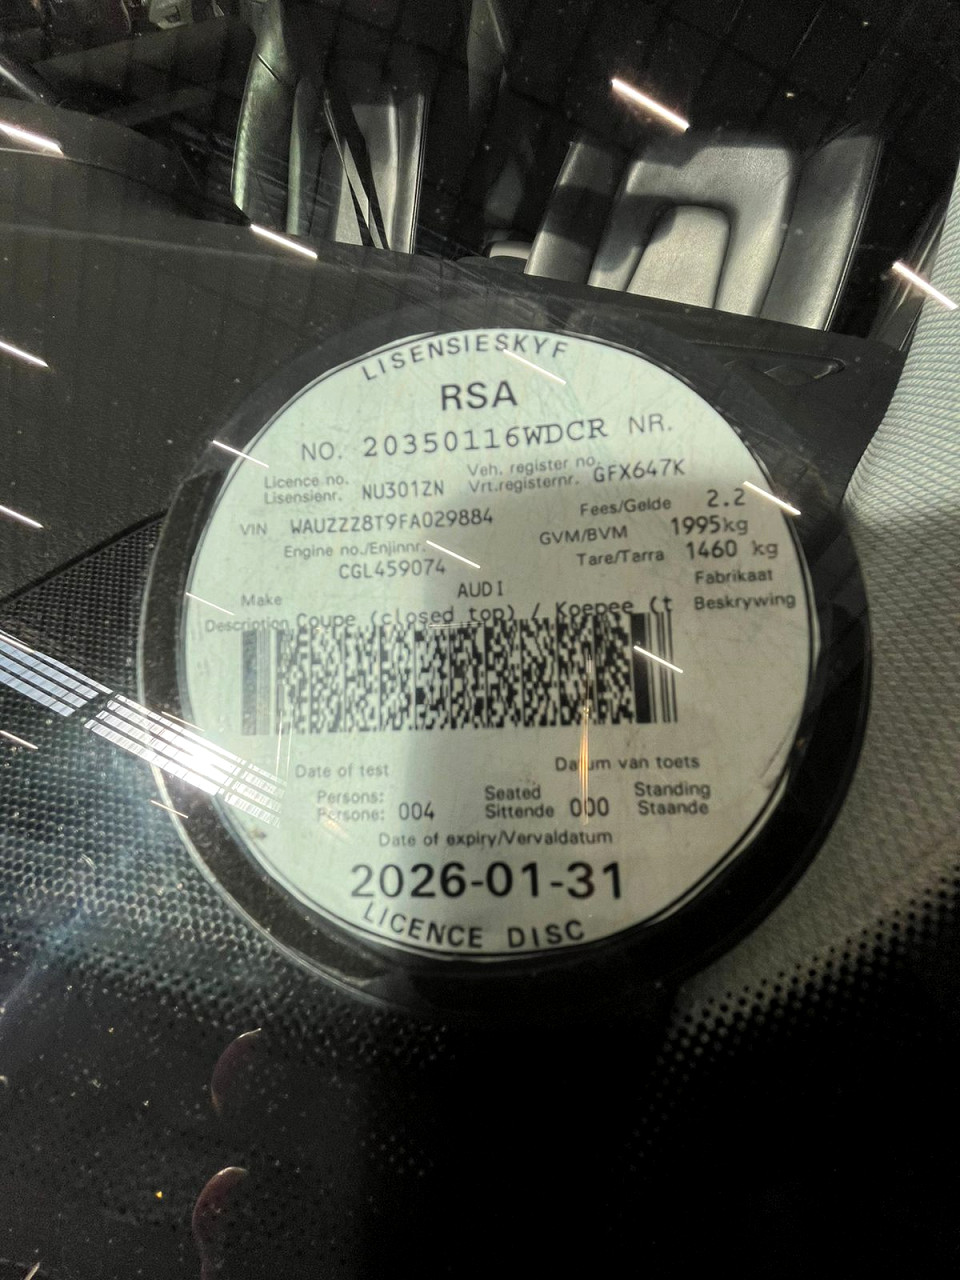 LISENSIESKYF
RSA
NO. 20350116WDCR NR.
Licence no. Veh. register no.
Lisensienr. NU301ZN Vrt.registernr. GFX647K
VIN WAUZZZ8T9FA029884 Fees/Gelde 2.2
Engine no./Enjinnr. GVM/BVM 1995kg
CGL459074 Tare/Tarra 1460 kg
AUDI Fabrikaat
Make
Description Coupe (closed top) / Koepee (t Beskrywing
Date of test Datum van toets
Persons: Seated Standing
Persone: 004 Sittende 000 Staande
Date of expiry/Vervaldatum
2026-01-31
LICENCE DISC